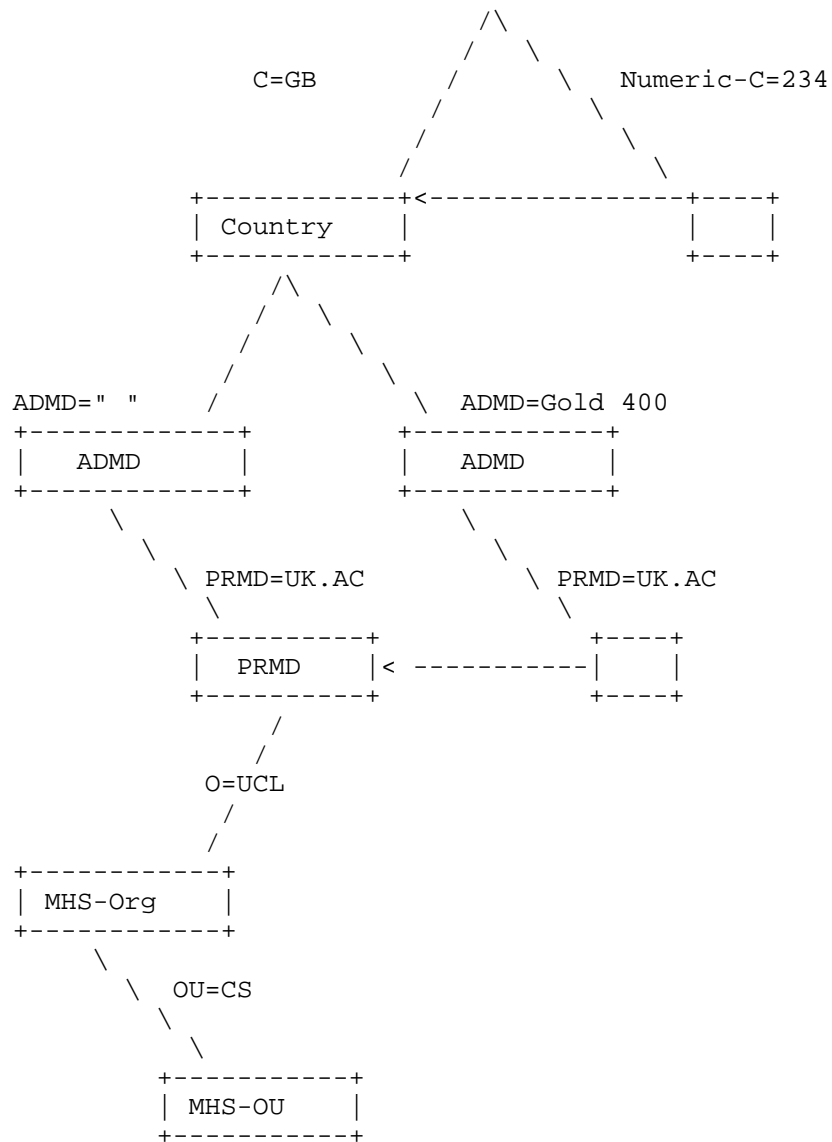 C=GB Numeric-C=234
Country
ADMD=" " ADMD=Gold 400
ADMD ADMD
PRMD=UK.AC PRMD=UK.AC
PRMD
O=UCL
MHS-Org
OU=CS
MHS-OU